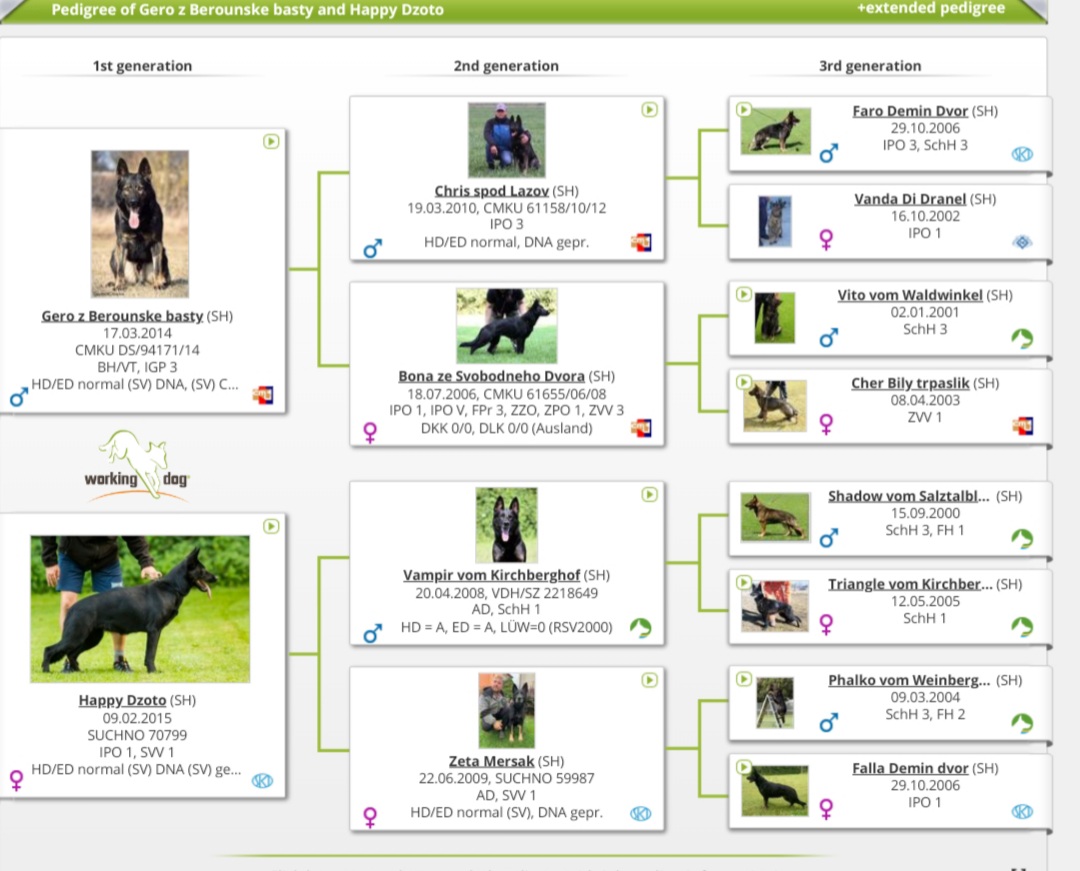 Pedigree of Gero z Berounske basty and Happy Dzoto
+extended pedigree
1st generation
2nd generation
3rd generation
Gero z Berounske basty (SH)
17.03.2014
CMKU DS/94171/14
BH/VT, IGP 3
HD/ED normal (SV) DNA, (SV) C...
working dog
Happy Dzoto (SH)
09.02.2015
SUCHNO 70799
IPO 1, SVV 1
HD/ED normal (SV) DNA (SV) ge...
Chris spod Lazov (SH)
19.03.2010, CMKU 61158/10/12
IPO 3
HD/ED normal, DNA gepr.
Bona ze Svobodneho Dvora (SH)
18.07.2006, CMKU 61655/06/08
IPO 1, IPO V, FPr 3, ZZO, ZPO 1, ZVV 3
DKK 0/0, DLK 0/0 (Ausland)
Vampir vom Kirchberghof (SH)
20.04.2008, VDH/SZ 2218649
AD, SchH 1
HD = A, ED = A, LÜW=0 (RSV2000)
Zeta Mersak (SH)
22.06.2009, SUCHNO 59987
AD, SVV 1
HD/ED normal (SV), DNA gepr.
Faro Demin Dvor (SH)
29.10.2006
IPO 3, SchH 3
Vanda Di Dranel (SH)
16.10.2002
IPO 1
Vito vom Waldwinkel (SH)
02.01.2001
SchH 3
Cher Bily trpaslik (SH)
08.04.2003
ZVV 1
Shadow vom Salztalbl... (SH)
15.09.2000
SchH 3, FH 1
Triangle vom Kirchber... (SH)
12.05.2005
SchH 1
Phalko vom Weinberg... (SH)
09.03.2004
SchH 3, FH 2
Falla Demin dvor (SH)
29.10.2006
IPO 1